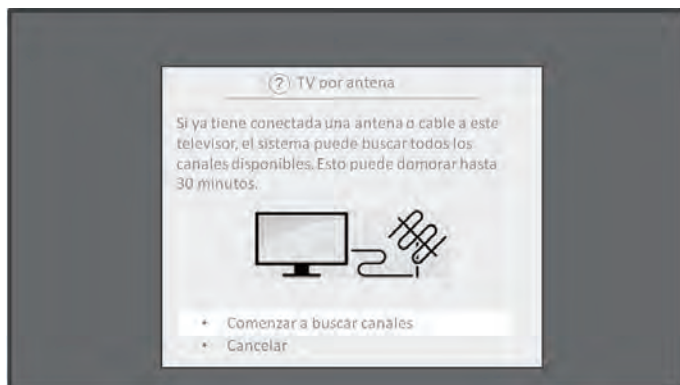 ? TV por antena
Si ya tiene conectada una antena o cable a este
televisor, el sistema puede buscar todos los
canales disponibles. Esto puede domorar hasta
30 minutos.
• Comenzar a buscar canales
• Cancelar